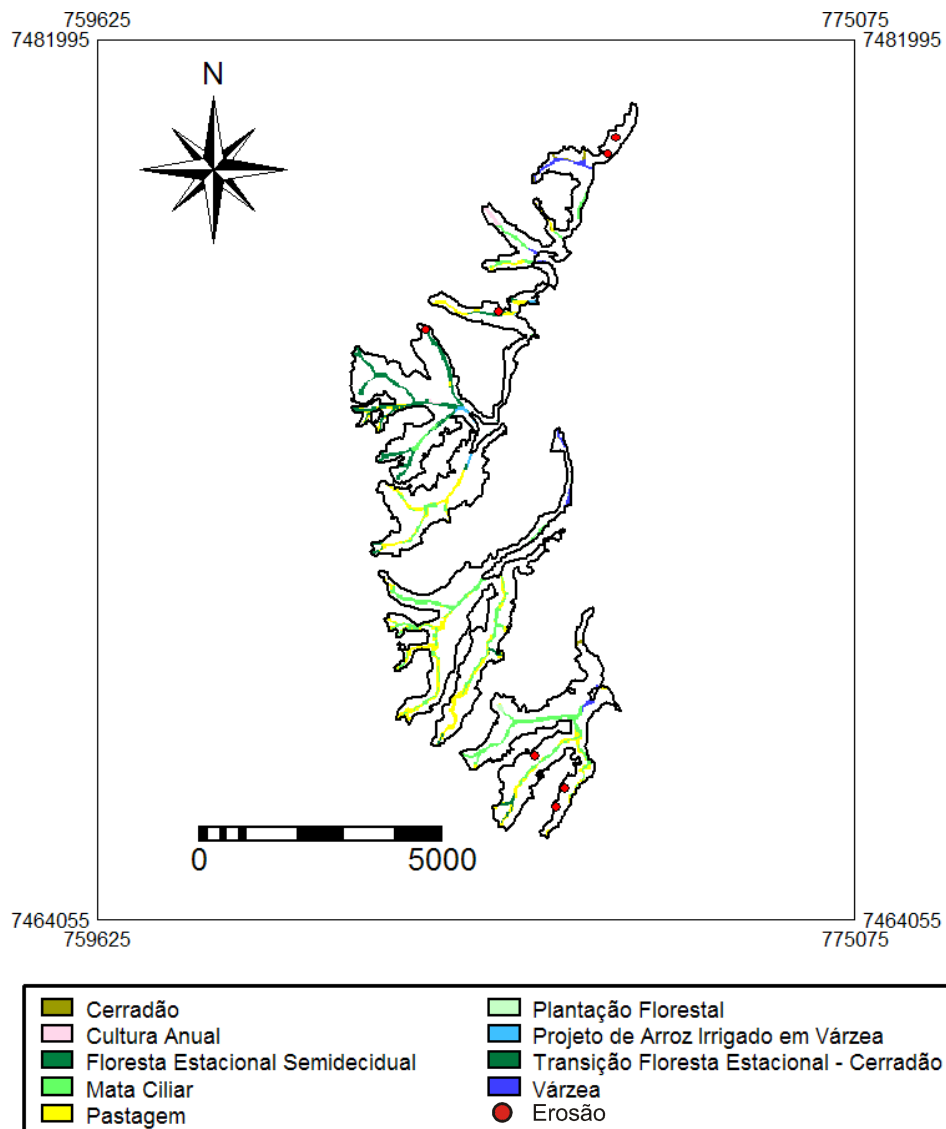 759625 775075
7481995 7481995
N
0 5000
7464055 7464055
759625 775075
Cerradão
Cultura Anual
Floresta Estacional Semidecidual
Mata Ciliar
Pastagem
Plantação Florestal
Projeto de Arroz Irrigado em Várzea
Transição Floresta Estacional - Cerradão
Várzea
Erosão